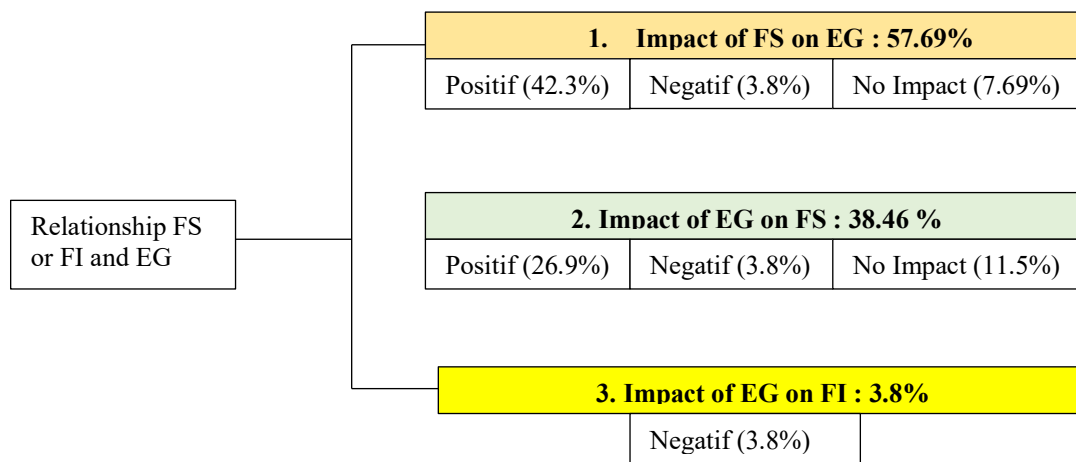 1. Impact of FS on EG : 57.69%
Positif (42.3%) Negatif (3.8%) No Impact (7.69%)
Relationship FS
or FI and EG
2. Impact of EG on FS : 38.46 %
Positif (26.9%) Negatif (3.8%) No Impact (11.5%)
3. Impact of EG on FI : 3.8%
Negatif (3.8%)